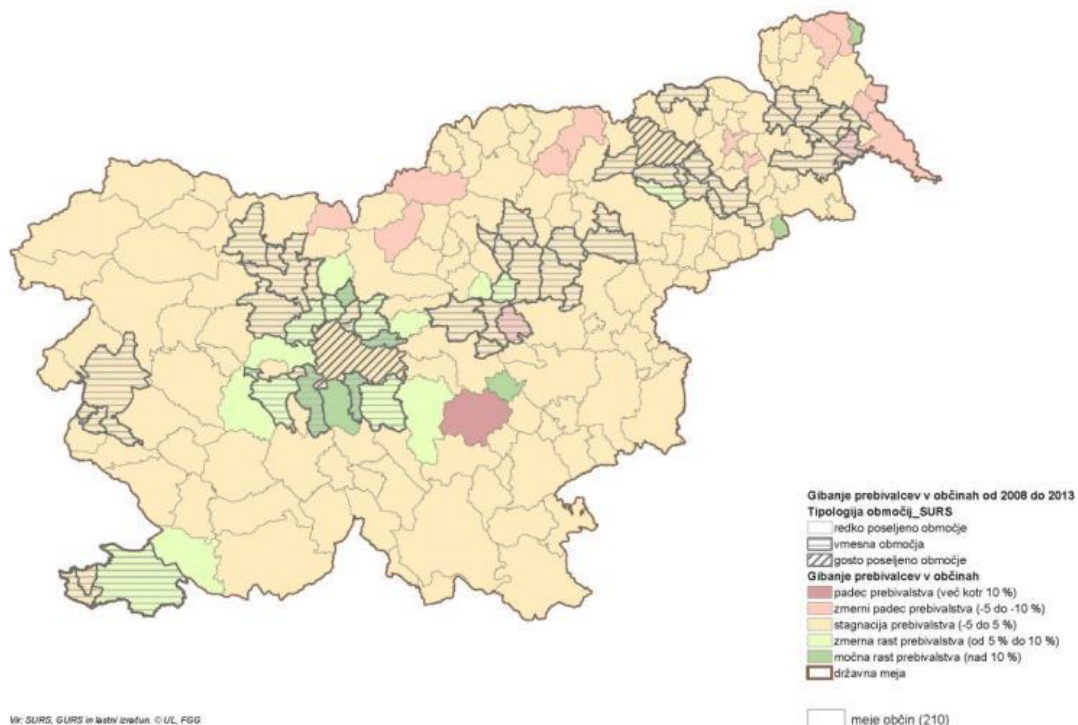 Gibanje prebivalcev v občinah od 2008 do 2013
Tipologija območij_SURS
redko poseljeno območje
vmesna območja
gosto poseljeno območje
Gibanje prebivalcev v občinah
padec prebivalstva (več kotr 10 %)
zmerni padec prebivalstva (-5 do -10 %)
stagnacija prebivalstva (-5 do 5 %)
zmerna rast prebivalstva (od 5 % do 10 %)
močna rast prebivalstva (nad 10 %)
državna meja
meje občin (210)
Vir: SURS, GURS in lastni izračun. © UL, FGG